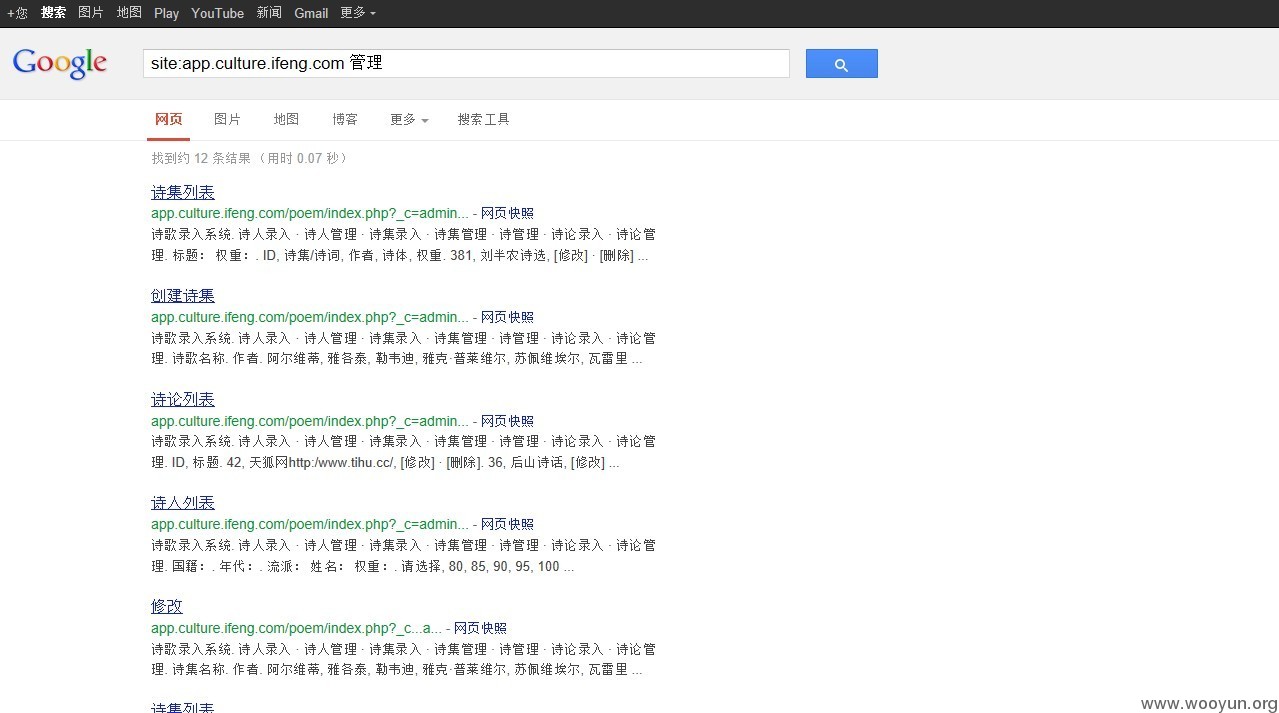 +您 搜索 图片 地图 Play YouTube 新闻 Gmail 更多
Google
site:app.culture.ifeng.com 管理
网页 图片 地图 博客 更多 搜索工具
找到约 12 条结果 （用时 0.07 秒）
诗集列表
app.culture.ifeng.com/poem/index.php?_c=admin... - 网页快照
诗歌录入系统. 诗人录入 · 诗人管理 · 诗集录入 · 诗集管理 · 诗管理 · 诗论录入 · 诗论管
理. 标题： 权重：. ID, 诗集/诗词, 作者, 诗体, 权重. 381, 刘半农诗选, [修改] · [删除] ...
创建诗集
app.culture.ifeng.com/poem/index.php?_c=admin... - 网页快照
诗歌录入系统. 诗人录入 · 诗人管理 · 诗集录入 · 诗集管理 · 诗管理 · 诗论录入 · 诗论管
理. 诗歌名称. 作者. 阿尔维蒂, 雅各泰, 勒韦迪, 雅克·普莱维尔, 苏佩维埃尔, 瓦雷里 ...
诗论列表
app.culture.ifeng.com/poem/index.php?_c=admin... - 网页快照
诗歌录入系统. 诗人录入 · 诗人管理 · 诗集录入 · 诗集管理 · 诗管理 · 诗论录入 · 诗论管
理. ID, 标题. 42, 天狐网http:/www.tihu.cc/, [修改] · [删除]. 36, 后山诗话, [修改] ...
诗人列表
app.culture.ifeng.com/poem/index.php?_c=admin... - 网页快照
诗歌录入系统. 诗人录入 · 诗人管理 · 诗集录入 · 诗集管理 · 诗管理 · 诗论录入 · 诗论管
理. 国籍：. 年代：. 流派： 姓名： 权重：. 请选择, 80, 85, 90, 95, 100 ...
修改
app.culture.ifeng.com/poem/index.php?_c...a... - 网页快照
诗歌录入系统. 诗人录入 · 诗人管理 · 诗集录入 · 诗集管理 · 诗管理 · 诗论录入 · 诗论管
理. 诗集名称. 作者. 阿尔维蒂, 雅各泰, 勒韦迪, 雅克·普莱维尔, 苏佩维埃尔, 瓦雷里 ...
诗集列表
www.wooyun.org